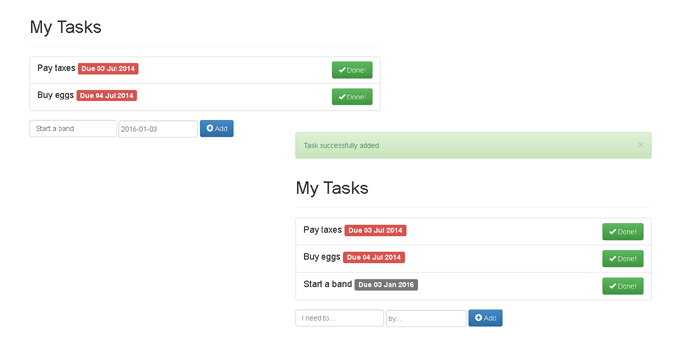 My Tasks
Pay taxes Due 03 Jul 2014 Done!
Buy eggs Due 04 Jul 2014 Done!
Start a band 2016-01-03 Add
Task successfully added. ×
My Tasks
Pay taxes Due 03 Jul 2014 Done!
Buy eggs Due 04 Jul 2014 Done!
Start a band Due 03 Jan 2016 Done!
I need to... by... Add